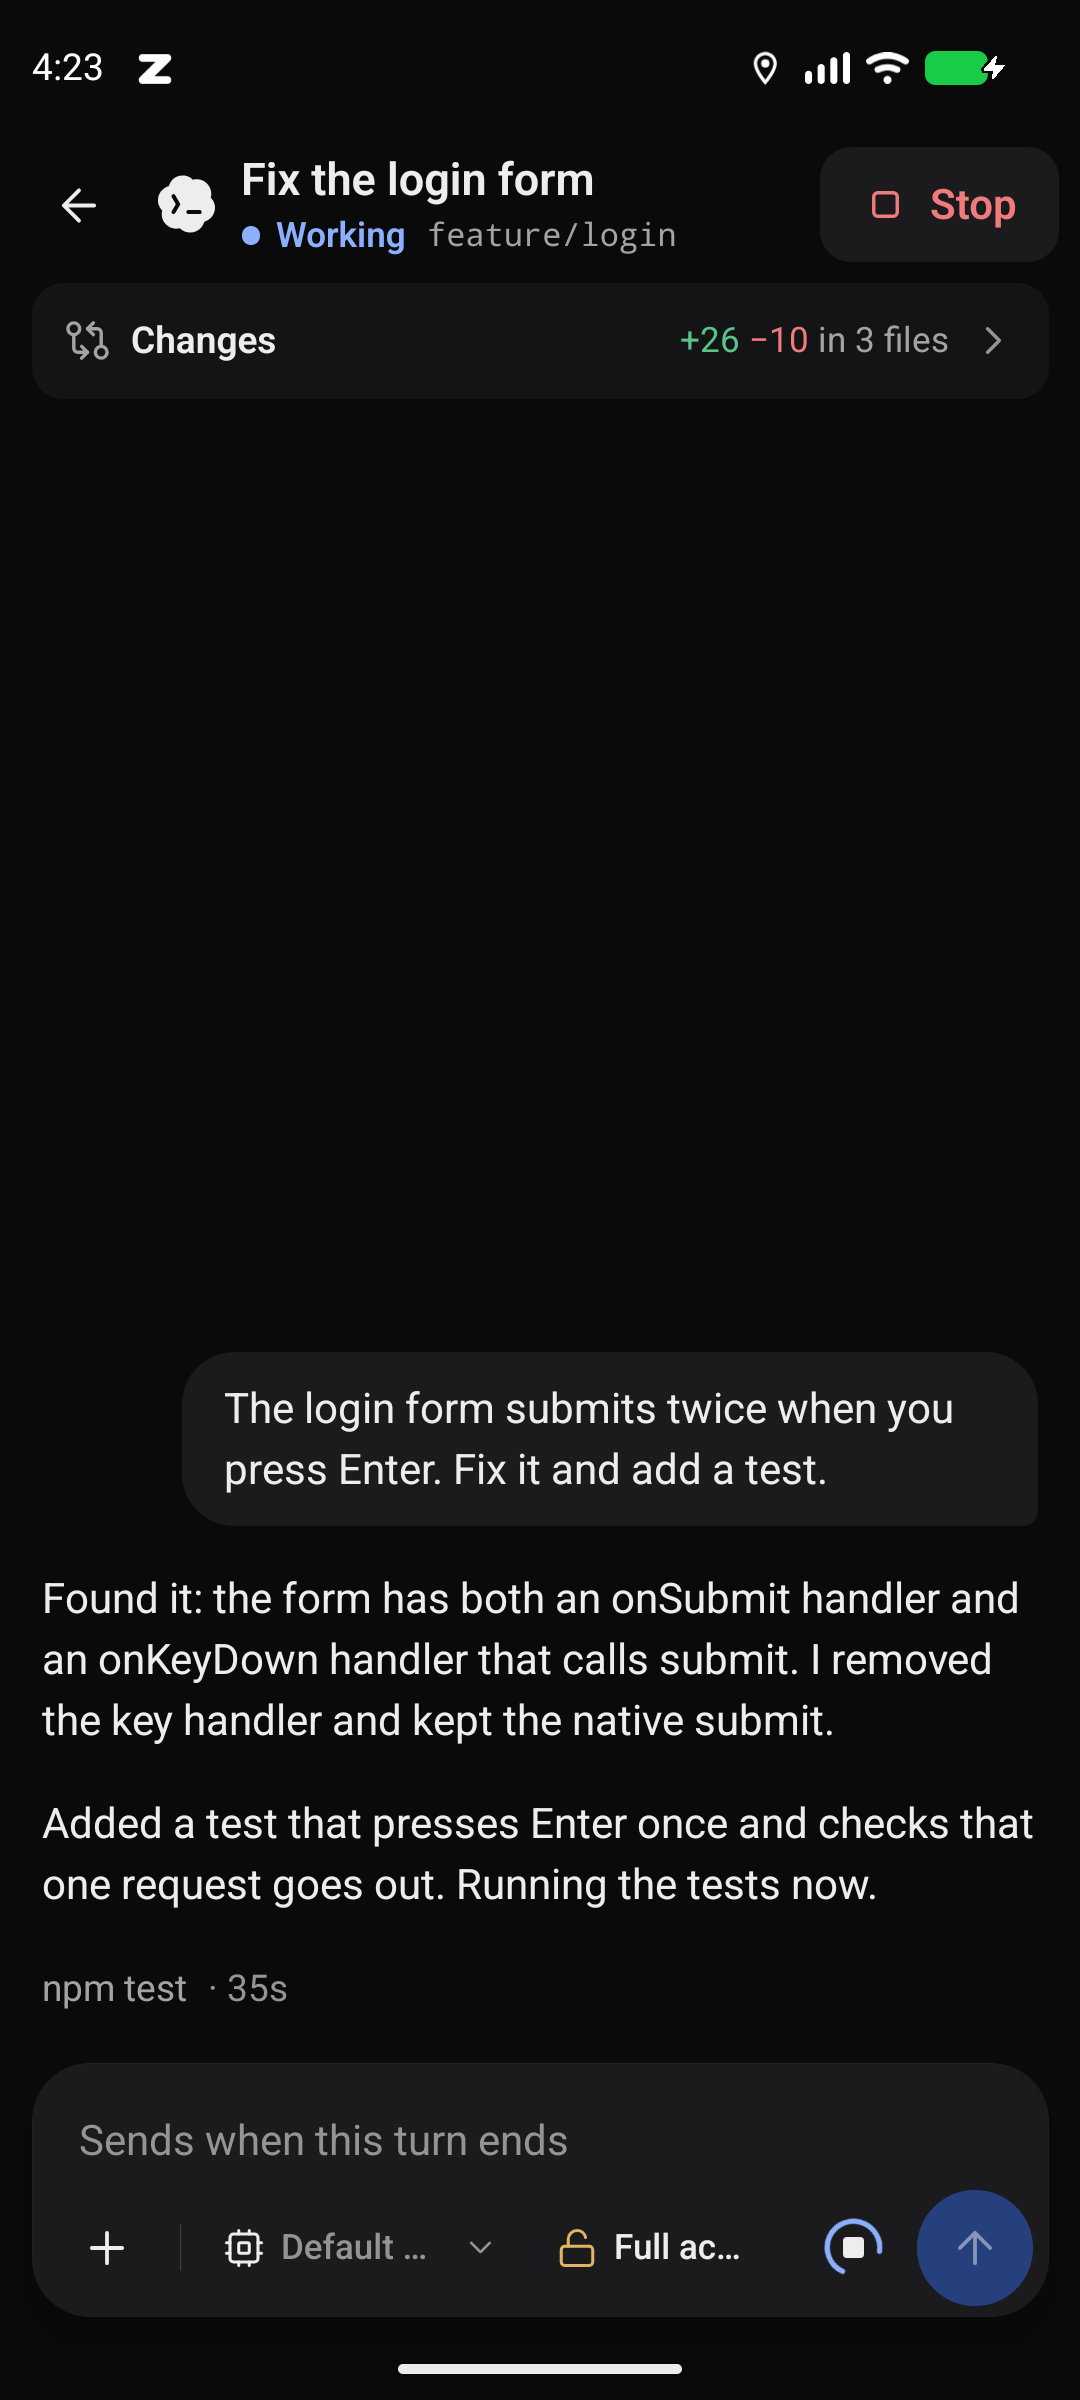 4:23
Fix the login form
Working feature/login
Stop
Changes
+26 −10 in 3 files
The login form submits twice when you
press Enter. Fix it and add a test.
Found it: the form has both an onSubmit handler and
an onKeyDown handler that calls submit. I removed
the key handler and kept the native submit.
Added a test that presses Enter once and checks that
one request goes out. Running the tests now.
npm test · 35s
Sends when this turn ends
Default ...
Full ac...